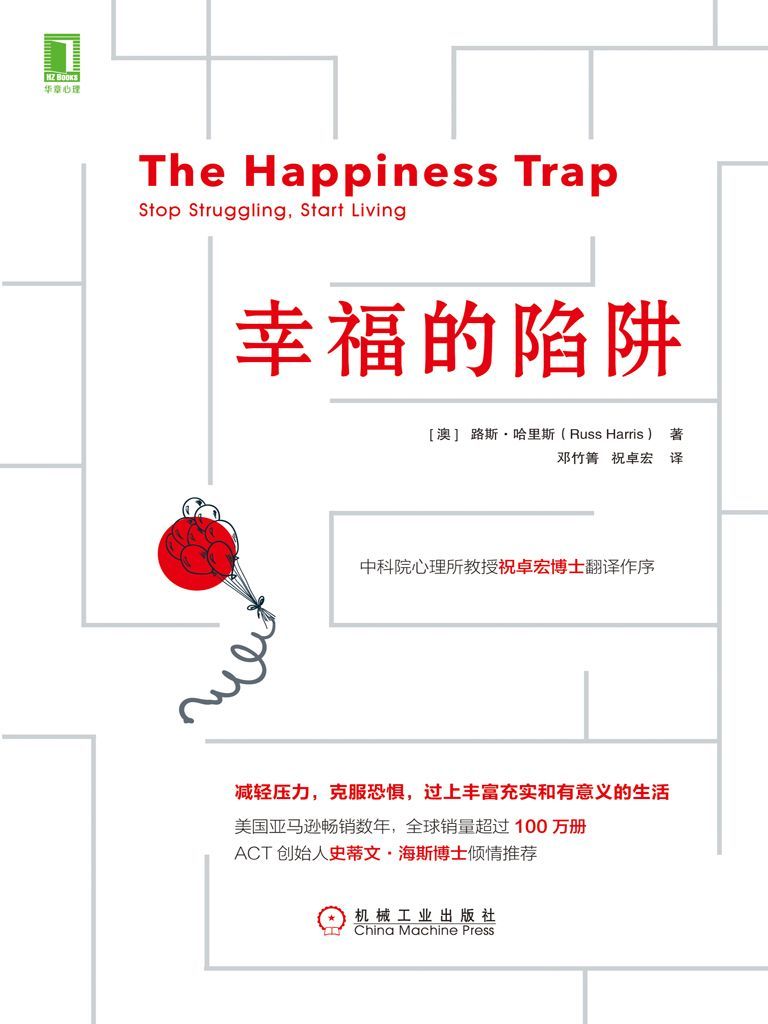 HZ BOOKS
华章心理
The Happiness Trap
Stop Struggling, Start Living
幸福的陷阱
[ 澳 ] 路斯·哈里斯（Russ Harris） 著
邓竹箐 祝卓宏 译
中科院心理所教授祝卓宏博士翻译作序
减轻压力，克服恐惧，过上丰富充实和有意义的生活
美国亚马逊畅销数年，全球销量超过 100 万册
ACT 创始人史蒂文·海斯博士倾情推荐
机械工业出版社
China Machine Press